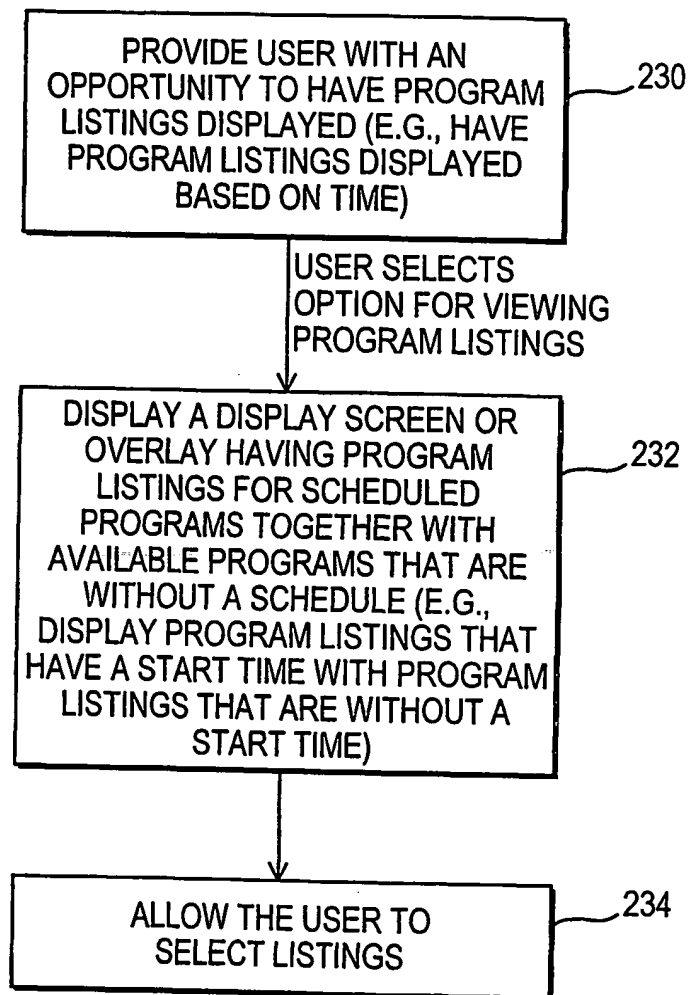 PROVIDE USER WITH AN
OPPORTUNITY TO HAVE PROGRAM
LISTINGS DISPLAYED (E.G., HAVE
PROGRAM LISTINGS DISPLAYED
BASED ON TIME)
230
USER SELECTS
OPTION FOR VIEWING
PROGRAM LISTINGS
DISPLAY A DISPLAY SCREEN OR
OVERLAY HAVING PROGRAM
LISTINGS FOR SCHEDULED
PROGRAMS TOGETHER WITH
AVAILABLE PROGRAMS THAT ARE
WITHOUT A SCHEDULE (E.G.,
DISPLAY PROGRAM LISTINGS THAT
HAVE A START TIME WITH PROGRAM
LISTINGS THAT ARE WITHOUT A
START TIME)
232
ALLOW THE USER TO
SELECT LISTINGS
234